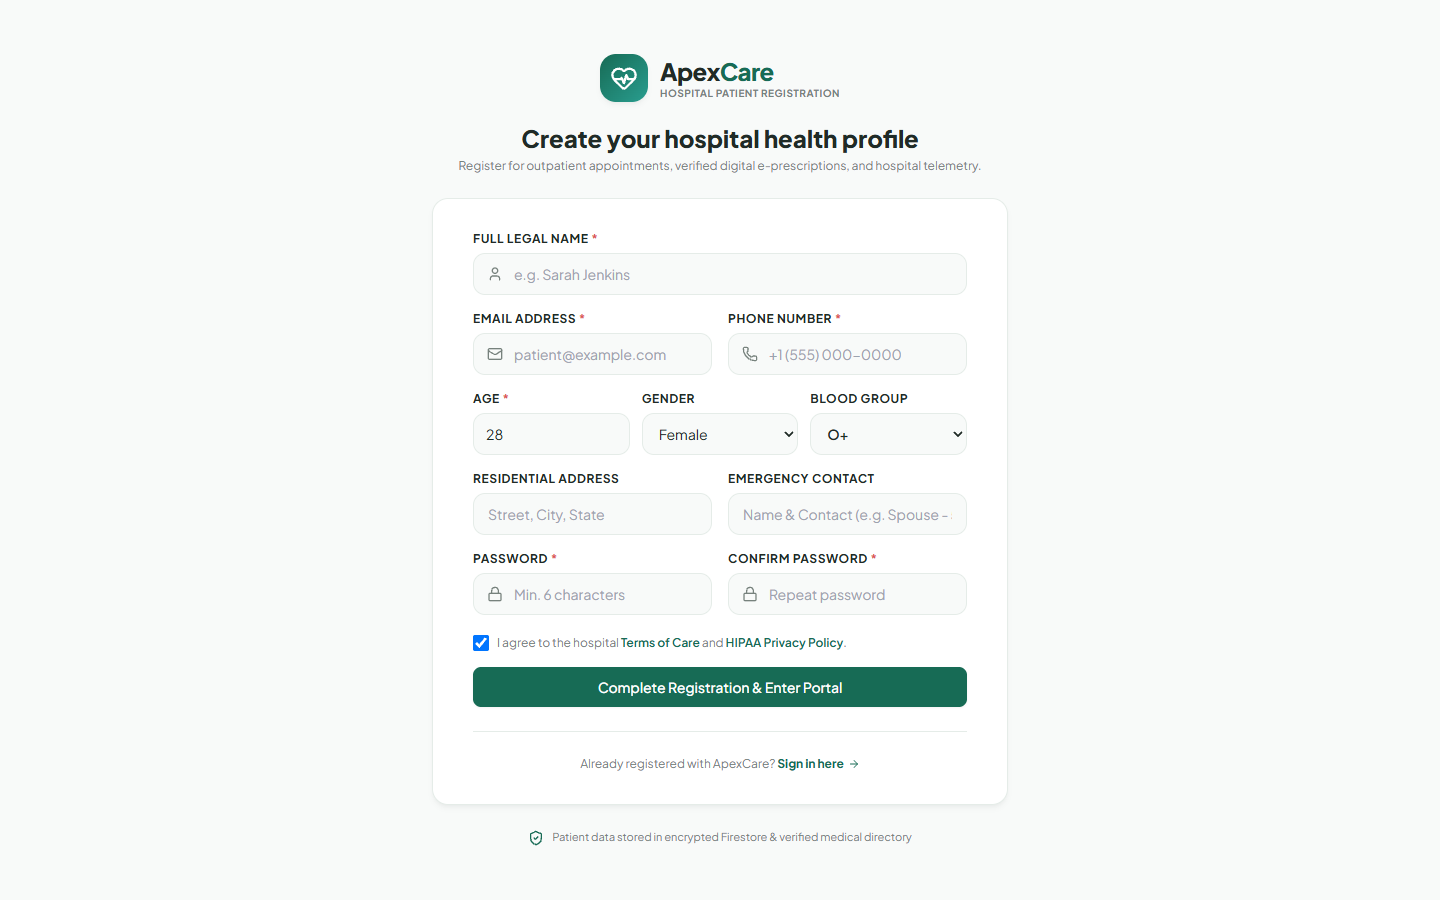 ApexCare
HOSPITAL PATIENT REGISTRATION
Create your hospital health profile
Register for outpatient appointments, verified digital e-prescriptions, and hospital telemetry.
FULL LEGAL NAME *
e.g. Sarah Jenkins
EMAIL ADDRESS * PHONE NUMBER *
patient@example.com +1 (555) 000-0000
AGE * GENDER BLOOD GROUP
28 Female O+
RESIDENTIAL ADDRESS EMERGENCY CONTACT
Street, City, State Name & Contact (e.g. Spouse -
PASSWORD * CONFIRM PASSWORD *
Min. 6 characters Repeat password
I agree to the hospital Terms of Care and HIPAA Privacy Policy.
Complete Registration & Enter Portal
Already registered with ApexCare? Sign in here →
Patient data stored in encrypted Firestore & verified medical directory